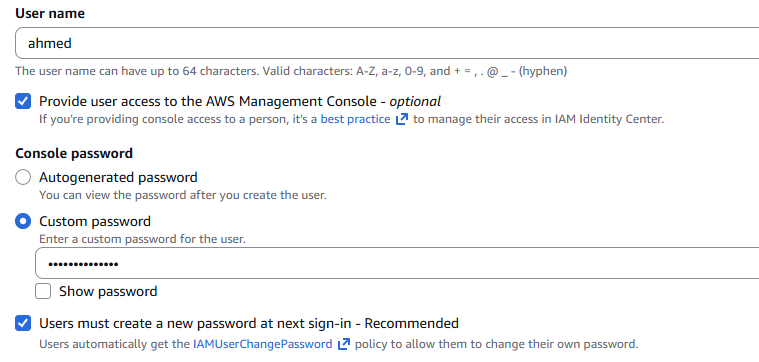 User name
ahmed
The user name can have up to 64 characters. Valid characters: A-Z, a-z, 0-9, and + = , . @ _ - (hyphen)
Provide user access to the AWS Management Console - optional
If you're providing console access to a person, it's a best practice to manage their access in IAM Identity Center.
Console password
Autogenerated password
You can view the password after you create the user.
Custom password
Enter a custom password for the user.
••••••••••••••
Show password
Users must create a new password at next sign-in - Recommended
Users automatically get the IAMUserChangePassword policy to allow them to change their own password.